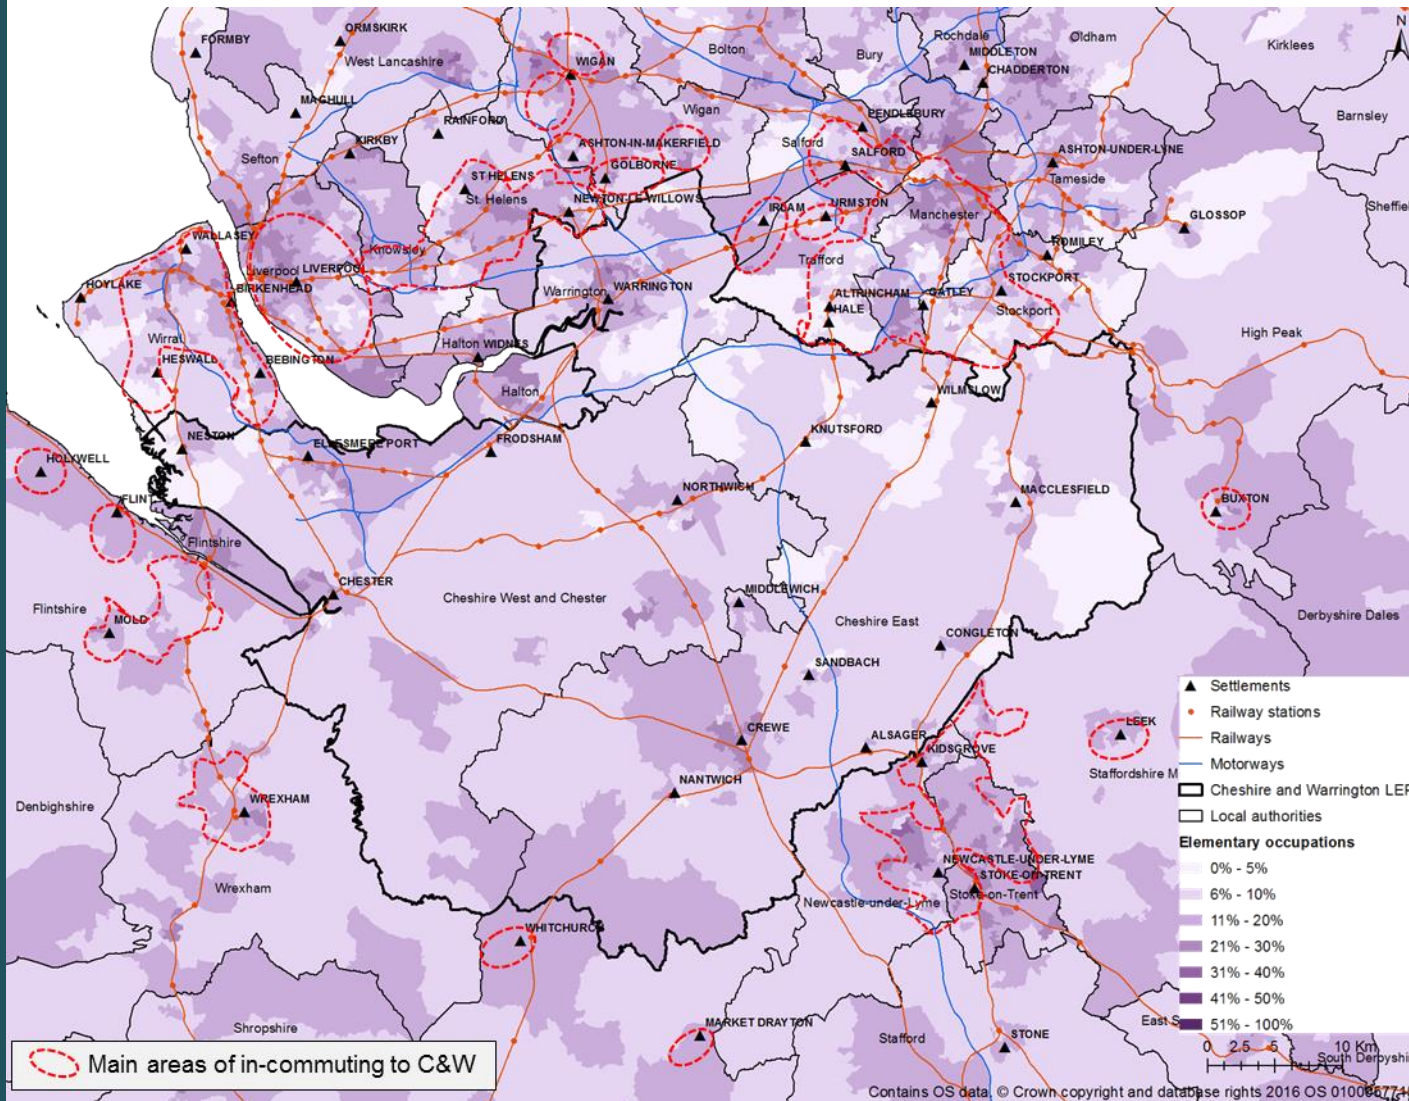 FORMBY
ORMSKIRK
West Lancashire
WIGAN
Bolton
Bury
Rochdale
Oldham
Kirklees
N
MIDDLETON
CHADDERTON
MAGHULL
RAINFORD
Wigan
PENDLEBURY
Barnsley
KIRKBY
Sefton
ASHTON-IN-MAKERFIELD
Salford
SALFORD
ASHTON-UNDER-LYNE
Tameside
ST HELENS
St. Helens
GOLBORNE
NEWTON-LE-WILLOWS
IRLAM
URMSTON
Manchester
GLOSSOP
Sheffiel
WALLASEY
Knowsley
Trafford
ROMILEY
Liverpool
LIVERPOOL
STOCKPORT
HOYLAKE
BIRKENHEAD
Warrington
WARRINGTON
ALTRINCHAM
HALE
GATLEY
Stockport
High Peak
Wirral
Halton
WIDNES
HESWALL
BEBINGTON
Halton
WILMSLOW
NESTON
ELLESMERE PORT
FRODSHAM
KNUTSFORD
HOLYWELL
FLINT
NORTHWICH
MACCLESFIELD
BUXTON
Flintshire
CHESTER
Cheshire West and Chester
MIDDLEWICH
Flintshire
MOLD
Cheshire East
CONGLETON
Derbyshire Dales
SANDBACH
CREWE
ALSAGER
KIDSGROVE
LEEK
Staffordshire M
NANTWICH
Denbighshire
WREXHAM
Wrexham
NEWCASTLE-UNDER-LYME
STOKE-ON-TRENT
Stoke-on-Trent
Newcastle-under-Lyme
WHITCHURCH
Shropshire
MARKET DRAYTON
Stafford
STONE
East S
South Derbyshi
Settlements
Railway stations
Railways
Motorways
Cheshire and Warrington LEP
Local authorities
Elementary occupations
0% - 5%
6% - 10%
11% - 20%
21% - 30%
31% - 40%
41% - 50%
51% - 100%
0 2.5 5 10 Km
Main areas of in-commuting to C&W
Contains OS data, © Crown copyright and database rights 2016 OS